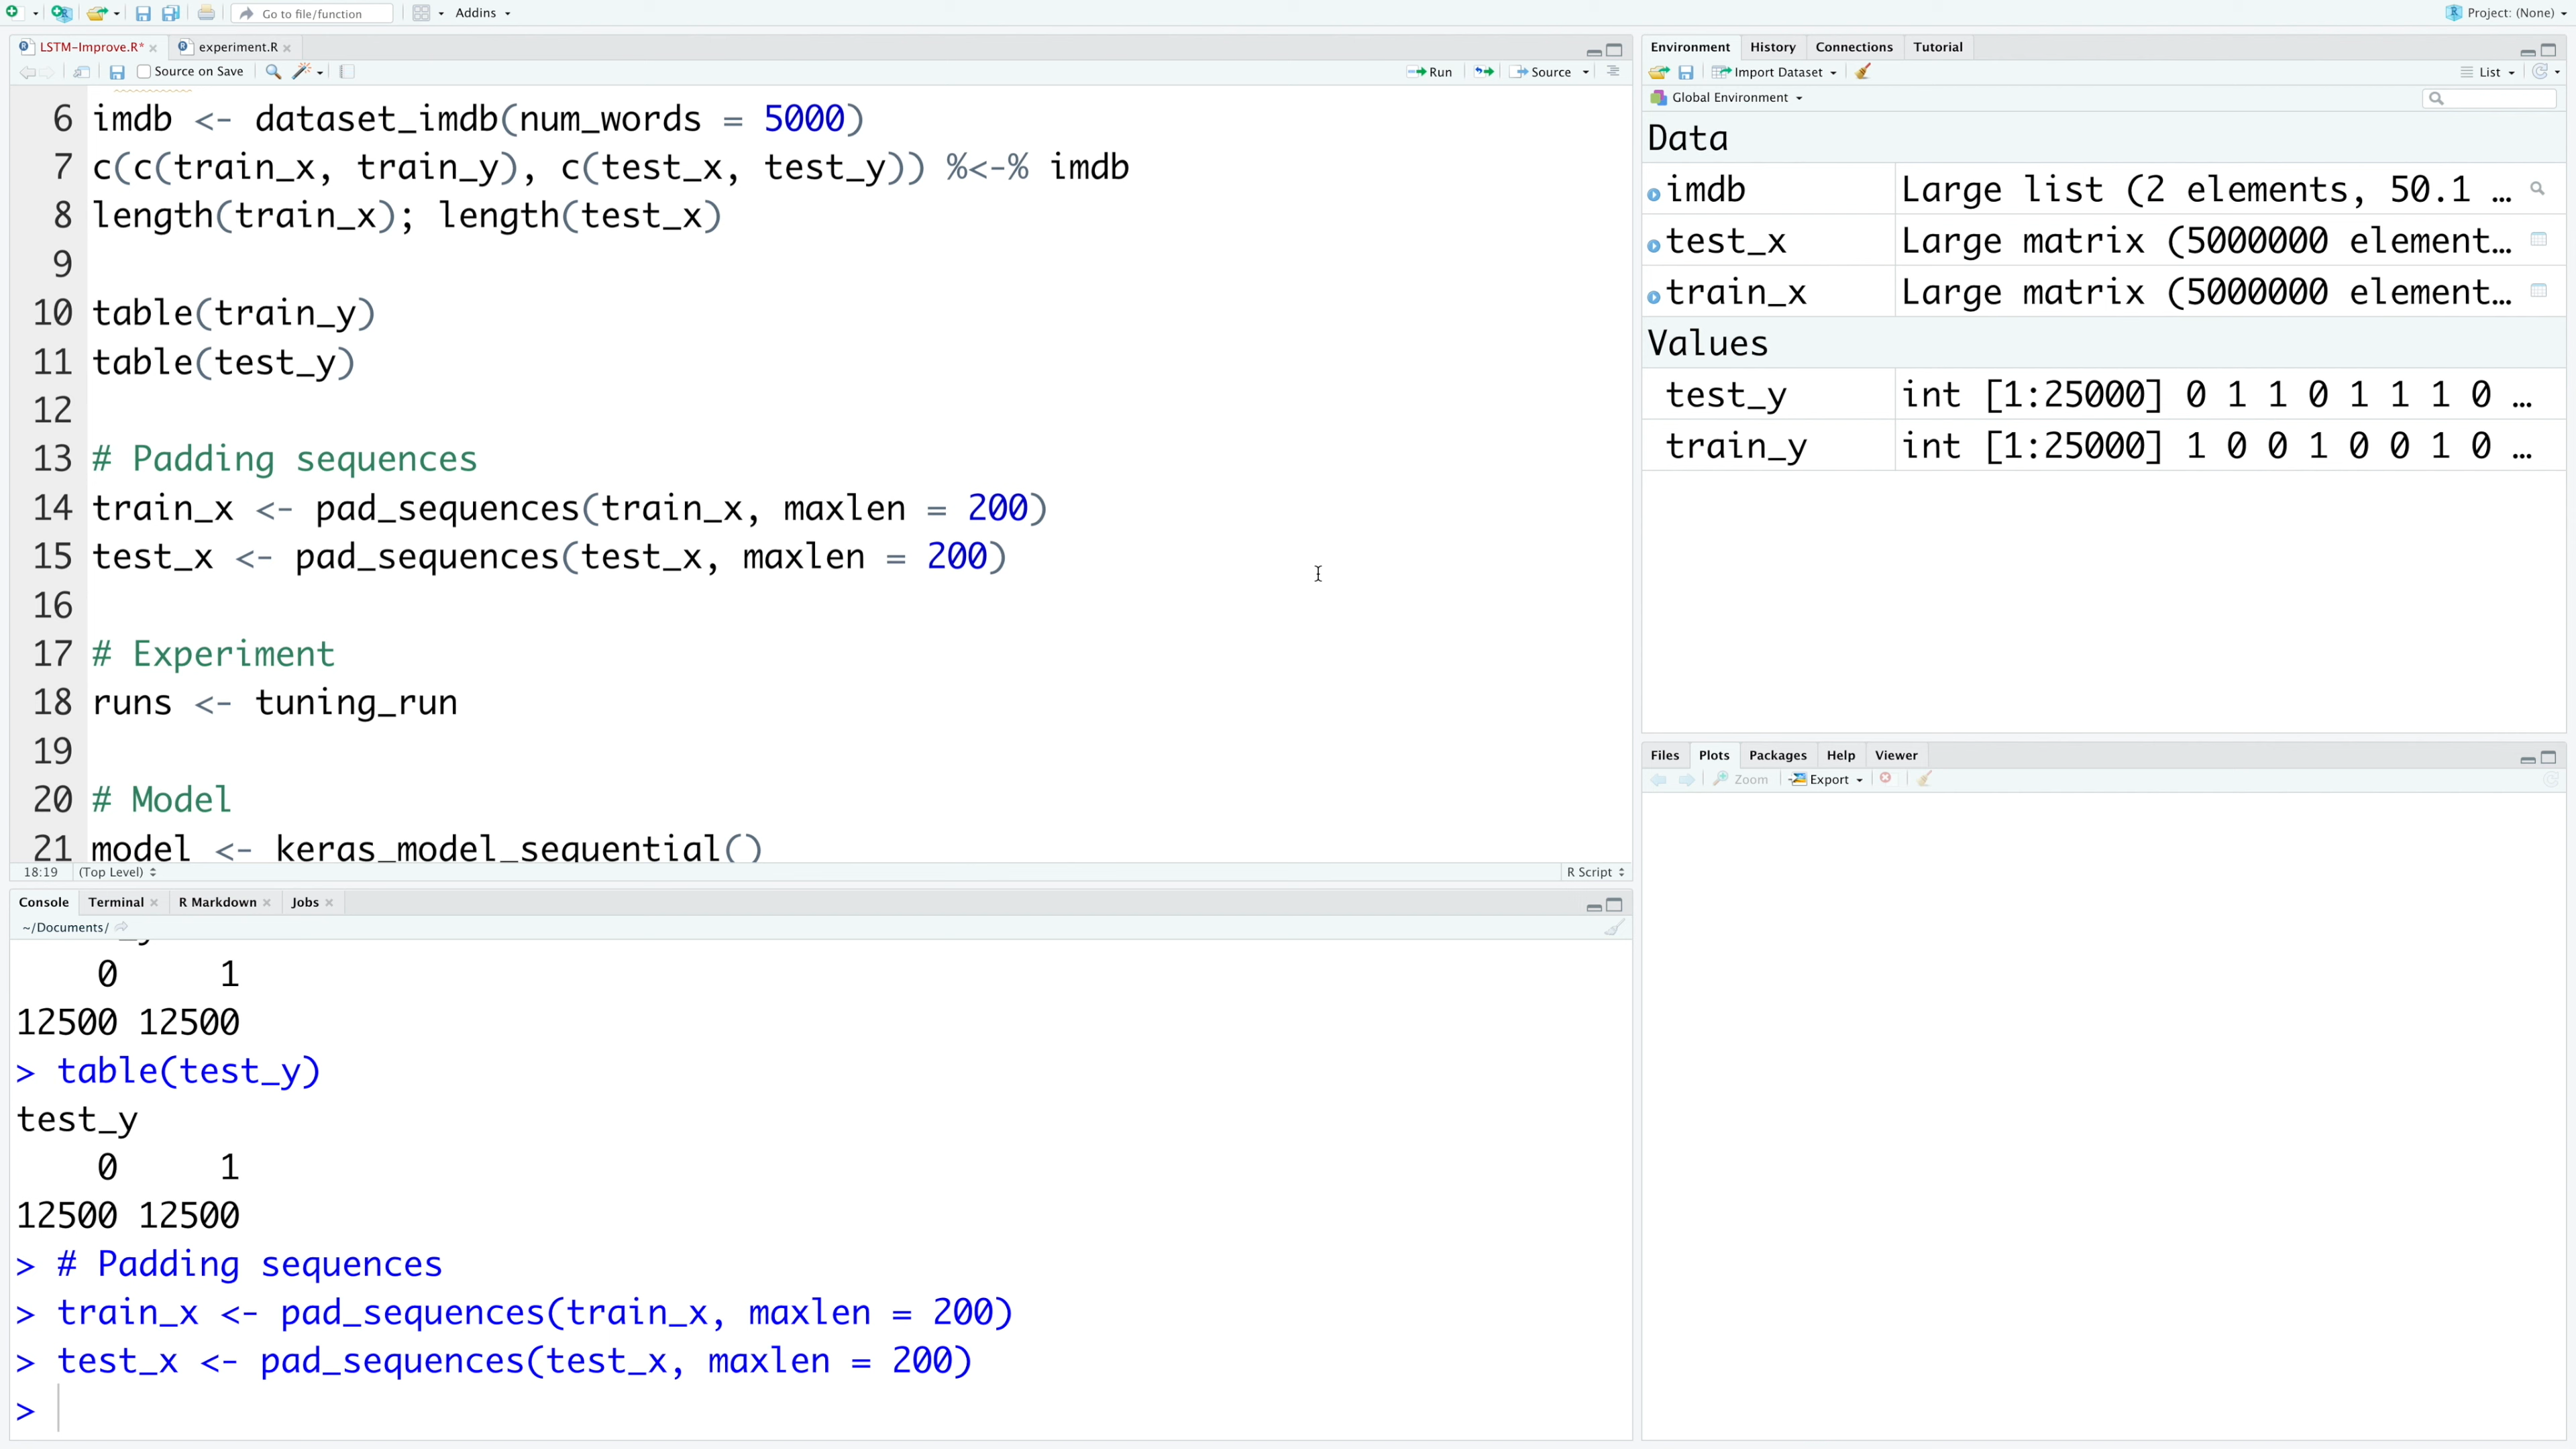 Go to file/function
Addins
Project: (None)
LSTM-Improve.R*
experiment.R
Source on Save
Run
Source
6 imdb <- dataset_imdb(num_words = 5000)
7 c(c(train_x, train_y), c(test_x, test_y)) %<-% imdb
8 length(train_x); length(test_x)
9
10 table(train_y)
11 table(test_y)
12
13 # Padding sequences
14 train_x <- pad_sequences(train_x, maxlen = 200)
15 test_x <- pad_sequences(test_x, maxlen = 200)
16
17 # Experiment
18 runs <- tuning_run
19
20 # Model
21 model <- keras_model_sequential()
18:19 (Top Level)
R Script
Console Terminal R Markdown Jobs
~/Documents/
0 1
12500 12500
> table(test_y)
test_y
0 1
12500 12500
> # Padding sequences
> train_x <- pad_sequences(train_x, maxlen = 200)
> test_x <- pad_sequences(test_x, maxlen = 200)
>
Environment History Connections Tutorial
Import Dataset
List
Global Environment
Data
imdb Large list (2 elements, 50.1 …
test_x Large matrix (5000000 element…
train_x Large matrix (5000000 element…
Values
test_y int [1:25000] 0 1 1 0 1 1 1 0 …
train_y int [1:25000] 1 0 0 1 0 0 1 0 …
Files Plots Packages Help Viewer
Zoom Export